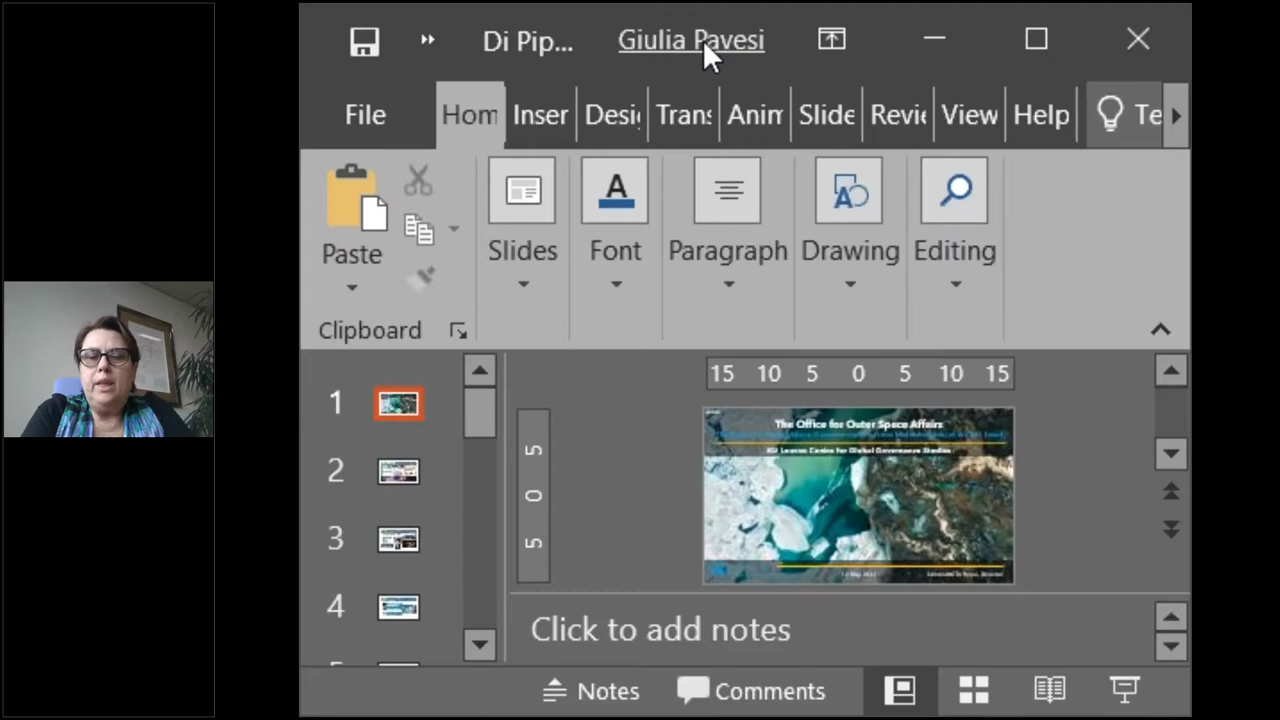 Di Pip...
Giulia Pavesi
File
Hom
Inser
Desi
Trans
Anim
Slide
Revie
View
Help
Te
Paste
Slides
Font
Paragraph
Drawing
Editing
Clipboard
15 10 5 0 5 10 15
1
2
3
4
5 0 5
The Office for Outer Space Affairs
KU Leuven Centre for Global Governance Studies
Click to add notes
Notes
Comments